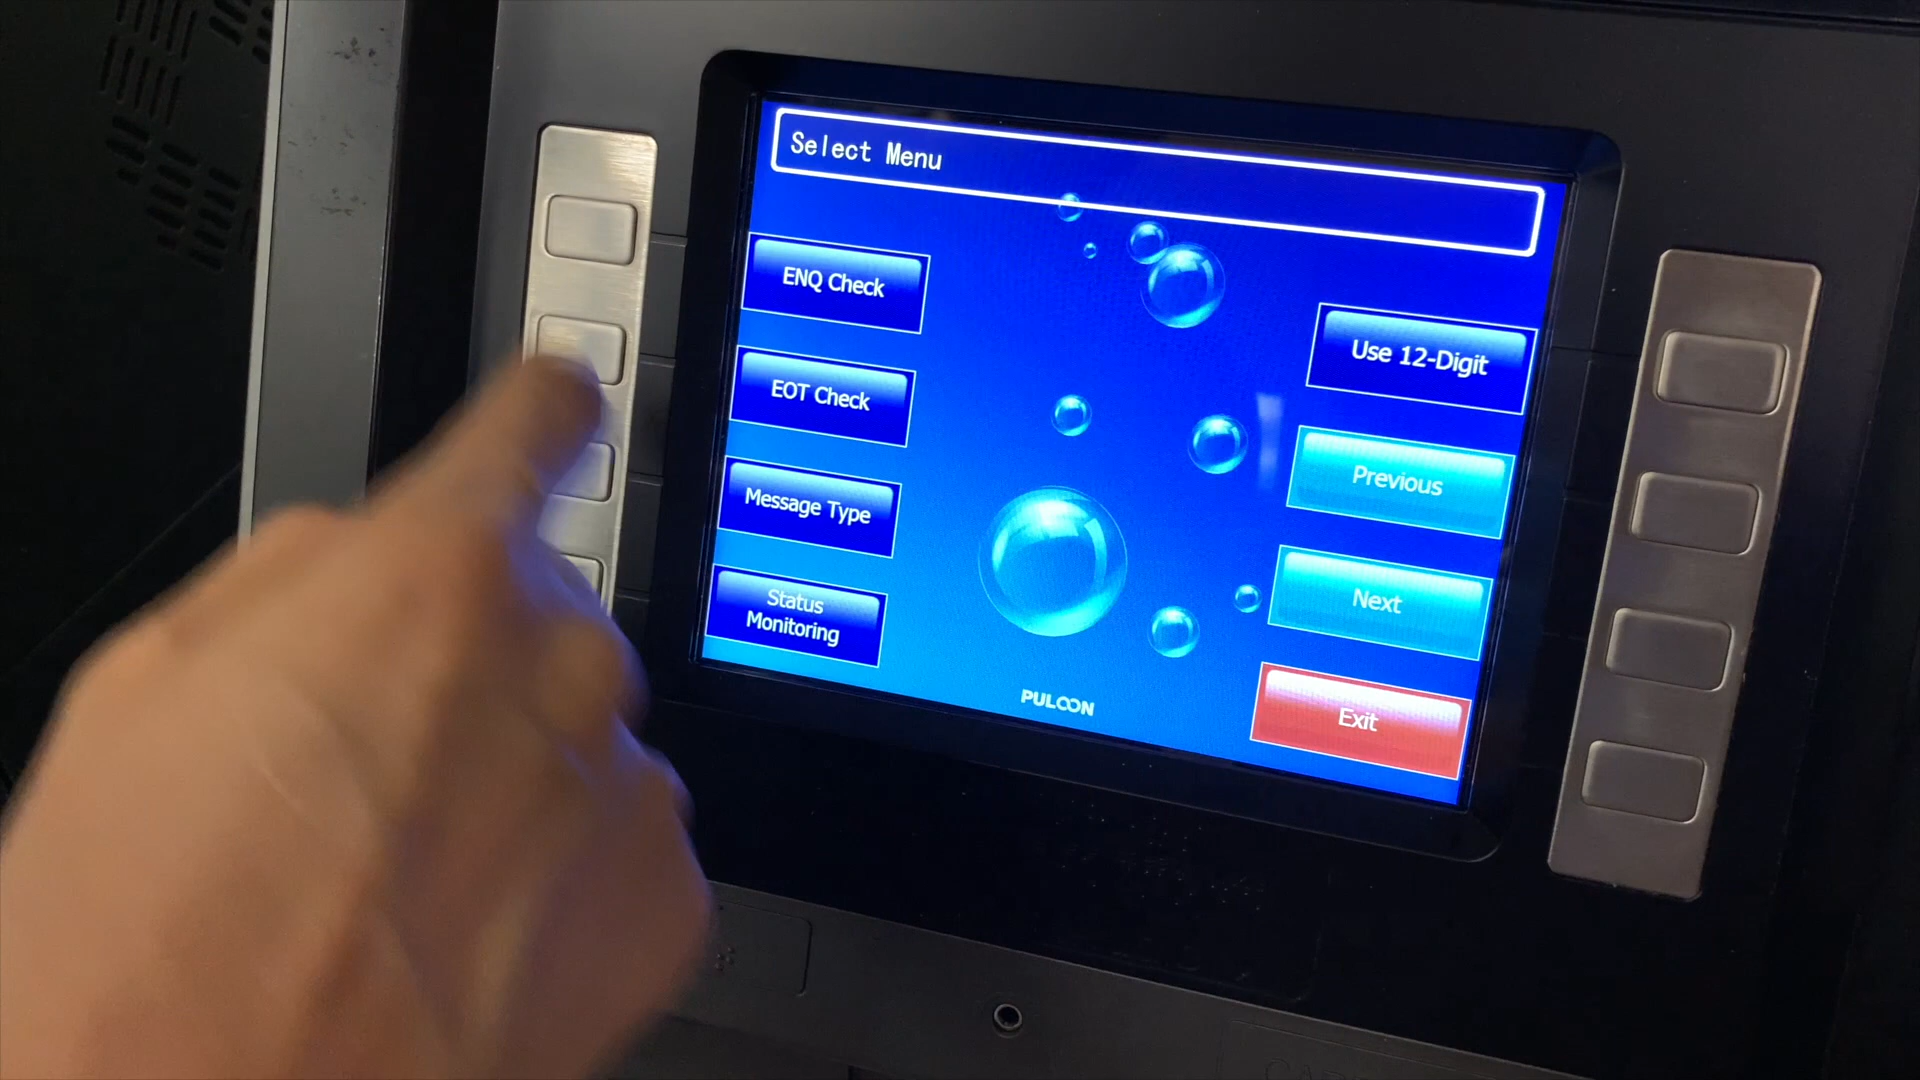 Select Menu
ENQ Check
EOT Check
Message Type
Status
Monitoring
Use 12-Digit
Previous
Next
Exit
PULOON